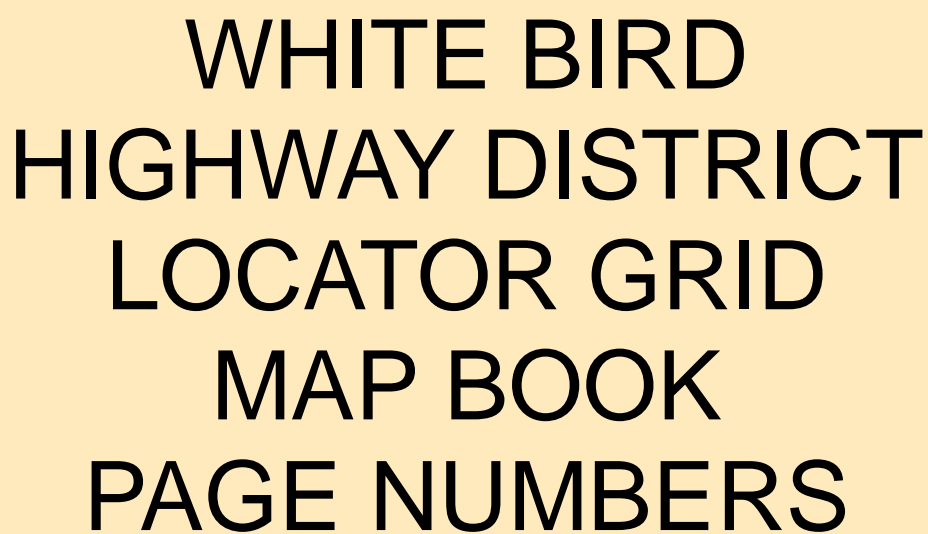 WHITE BIRD
HIGHWAY DISTRICT
LOCATOR GRID
MAP BOOK
PAGE NUMBERS